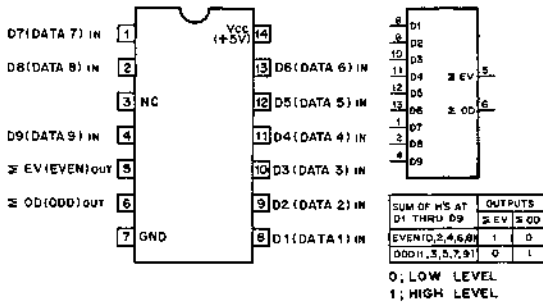 D7(DATA 7) IN 1
Vcc (+5V) 14
D8(DATA 8) IN 2
13 D6(DATA 6) IN
3 NC
12 D5(DATA 5) IN
D9(DATA 9) IN 4
11 D4(DATA 4) IN
Σ EV(EVEN)OUT 5
10 D3(DATA 3) IN
Σ OD(ODD)OUT 6
9 D2(DATA 2) IN
7 GND
8 D1(DATA 1) IN
8 D1
9 D2
10 D3
11 D4
Σ EV 5
12 D5
13 D6
Σ OD 6
1 D7
2 D8
4 D9
SUM OF H'S AT D1 THRU D9
OUTPUTS
Σ EV Σ OD
EVEN(0,2,4,6,8) 1 0
ODD(1,3,5,7,9) 0 1
0; LOW LEVEL
1; HIGH LEVEL